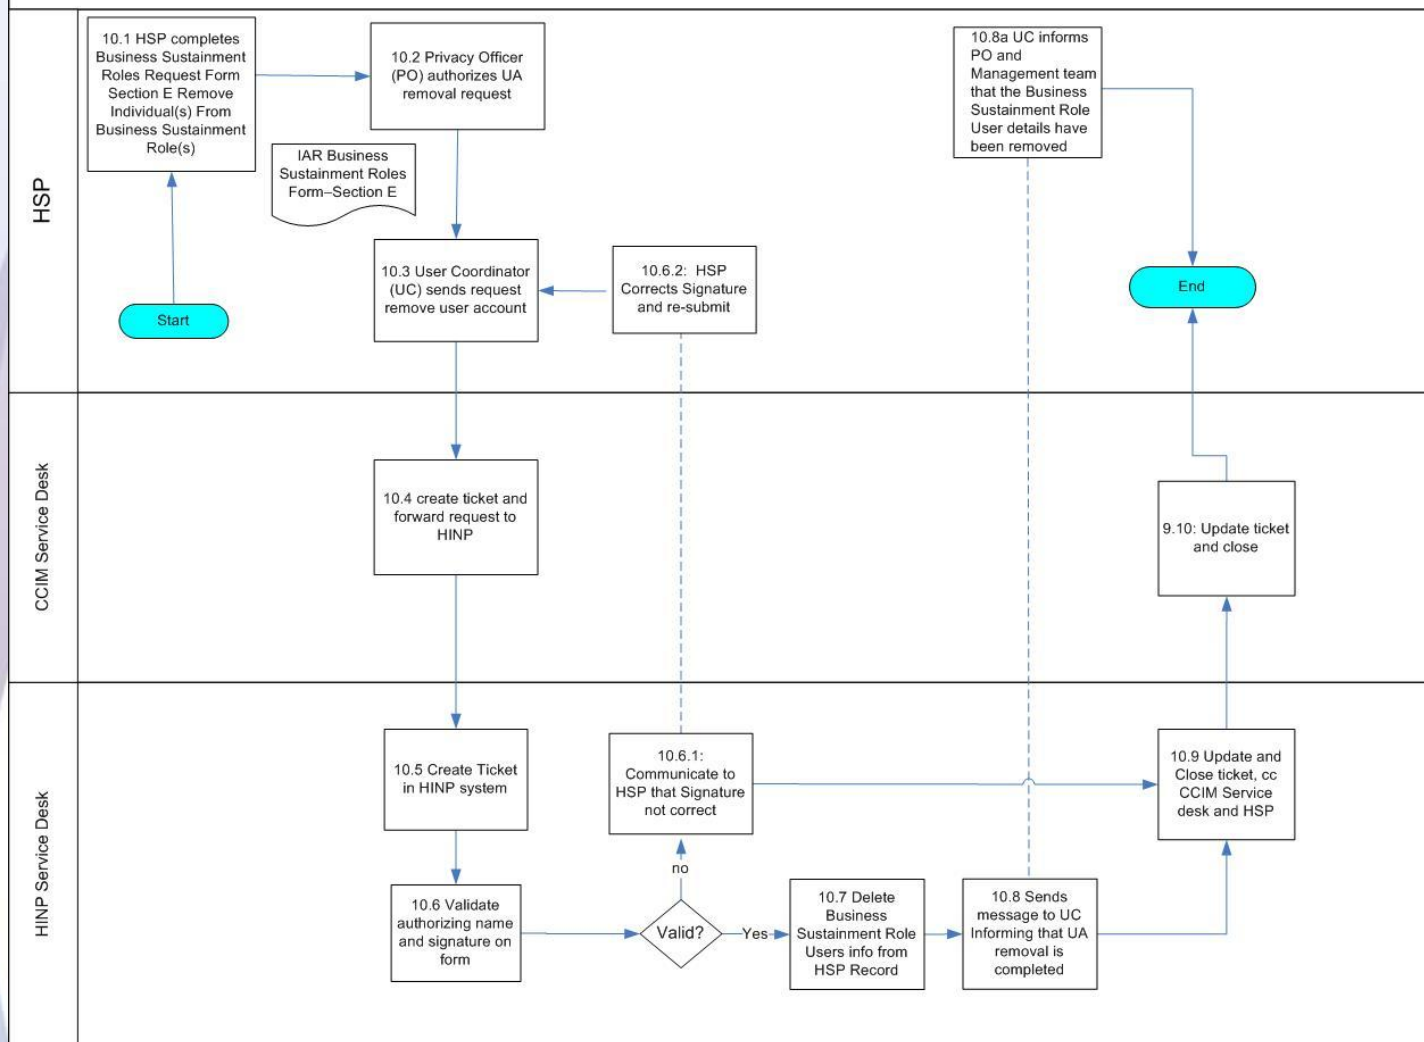 HSP
10.1 HSP completes
Business Sustainment
Roles Request Form
Section E Remove
Individual(s) From
Business Sustainment
Role(s)
10.2 Privacy Officer
(PO) authorizes UA
removal request
IAR Business
Sustainment Roles
Form–Section E
10.3 User Coordinator
(UC) sends request
remove user account
10.6.2: HSP
Corrects Signature
and re-submit
10.8a UC informs
PO and
Management team
that the Business
Sustainment Role
User details have
been removed
Start
End
CCIM Service Desk
10.4 create ticket and
forward request to
HINP
9.10: Update ticket
and close
HINP Service Desk
10.5 Create Ticket
in HINP system
10.6.1:
Communicate to
HSP that Signature
not correct
10.9 Update and
Close ticket, cc
CCIM Service
desk and HSP
10.6 Validate
authorizing name
and signature on
form
no
Valid?
Yes
10.7 Delete
Business
Sustainment Role
Users info from
HSP Record
10.8 Sends
message to UC
Informing that UA
removal is
completed